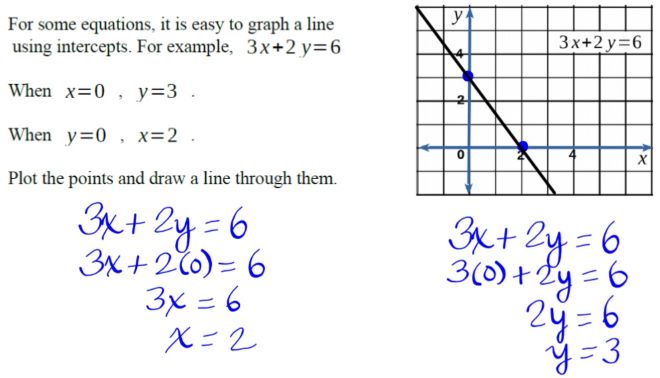 For some equations, it is easy to graph a line
using intercepts. For example, 3x+2y=6
When x=0 , y=3 .
When y=0 , x=2 .
Plot the points and draw a line through them.
y
3x+2y=6
4
2
0 2 4 x
3x + 2y = 6
3x + 2(0) = 6
3x = 6
x = 2
3x + 2y = 6
3(0) + 2y = 6
2y = 6
y = 3